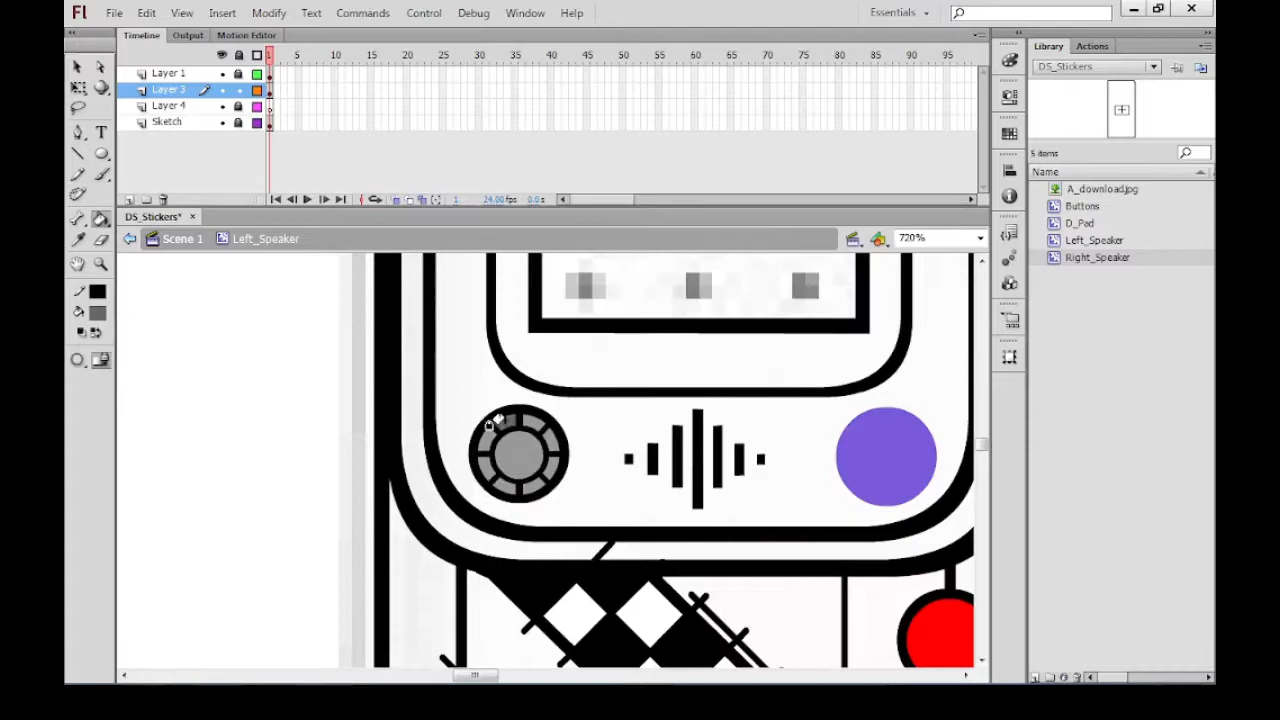 Fl File Edit View Insert Modify Text Commands Control Debug Window Help Essentials
Timeline Output Motion Editor
Library Actions
1 5 10 15 20 25 30 35 40 45 50 55 60 65 70 75 80 85 90 95
DS_Stickers
Layer 1
Layer 3
Layer 4
Sketch
5 items
Name
A_download.jpg
Buttons
D_Pad
Left_Speaker
Right_Speaker
1 24.00 fps 0.0 s
DS_Stickers*
Scene 1 Left_Speaker 720%
T